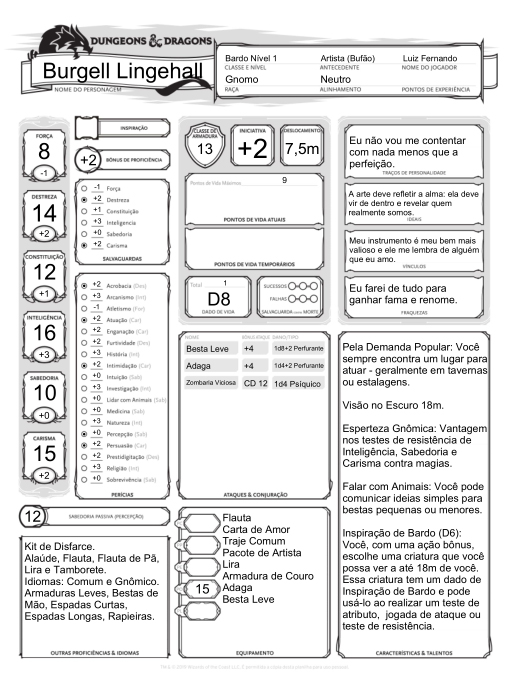 DUNGEONS & DRAGONS
Burgell Lingehall
NOME DO PERSONAGEM
Bardo Nível 1
Artista (Bufão)
Luiz Fernando
CLASSE E NÍVEL
ANTECEDENTE
NOME DO JOGADOR
Gnomo
Neutro
RAÇA
ALINHAMENTO
PONTOS DE EXPERIÊNCIA
FORÇA
8
-1
DESTREZA
14
+2
CONSTITUIÇÃO
12
+1
INTELIGÊNCIA
16
+3
SABEDORIA
10
+0
CARISMA
15
+2
INSPIRAÇÃO
+2
BÔNUS DE PROFICIÊNCIA
-1 Força
+2 Destreza
+1 Constituição
+3 Inteligencia
+0 Sabedoria
+2 Carisma
SALVAGUARDAS
+2 Acrobacia (Des)
+3 Arcanismo (Int)
-1 Atletismo (For)
+2 Atuação (Car)
+2 Enganação (Car)
+2 Furtividade (Des)
+3 História (Int)
+2 Intimidação (Car)
+0 Intuição (Sab)
+3 Investigação (Int)
+0 Lidar com Animais (Sab)
+0 Medicina (Sab)
+3 Natureza (Int)
+0 Percepção (Sab)
+2 Persuasão (Car)
+2 Prestidigitação (Des)
+3 Religião (Int)
+0 Sobrevivência (Sab)
PERÍCIAS
12
SABEDORIA PASSIVA (PERCEPÇÃO)
Kit de Disfarce.
Alaúde, Flauta, Flauta de Pã,
Lira e Tamborete.
Idiomas: Comum e Gnômico.
Armaduras Leves, Bestas de
Mão, Espadas Curtas,
Espadas Longas, Rapieiras.
OUTRAS PROFICIÊNCIAS & IDIOMAS
CLASSE DE
ARMADURA
13
INICIATIVA
+2
DESLOCAMENTO
7,5m
Pontos de Vida Máximos
9
PONTOS DE VIDA ATUAIS
PONTOS DE VIDA TEMPORÁRIOS
Total
1
D8
DADO DE VIDA
SUCESSOS
FALHAS
SALVAGUARDA MORTE
NOME
Besta Leve +4 1d8+2 Perfurante
Adaga +4 1d4+2 Perfurante
Zombaria Viciosa CD 12 1d4 Psíquico
ATAQUES & CONJURAÇÃO
Flauta
Carta de Amor
Traje Comum
Pacote de Artista
Lira
Armadura de Couro
15
Adaga
Besta Leve
EQUIPAMENTO
Eu não vou me contentar
com nada menos que a
perfeição.
TRAÇOS DE PERSONALIDADE
A arte deve refletir a alma: ela deve
vir de dentro e revelar quem
realmente somos.
IDEAIS
Meu instrumento é meu bem mais
valioso e ele me lembra de alguém
que eu amo.
VÍNCULOS
Eu farei de tudo para
ganhar fama e renome.
FRAQUEZAS
Pela Demanda Popular: Você
sempre encontra um lugar para
atuar - geralmente em tavernas
ou estalagens.
Visão no Escuro 18m.
Esperteza Gnômica: Vantagem
nos testes de resistência de
Inteligência, Sabedoria e
Carisma contra magias.
Falar com Animais: Você pode
comunicar ideias simples para
bestas pequenas ou menores.
Inspiração de Bardo (D6):
Você, com uma ação bônus,
escolhe uma criatura que você
possa ver a até 18m de você.
Essa criatura tem um dado de
Inspiração de Bardo e pode
usá-lo ao realizar um teste de
atributo, jogada de ataque ou
teste de resistência.
CARACTERÍSTICAS & TALENTOS